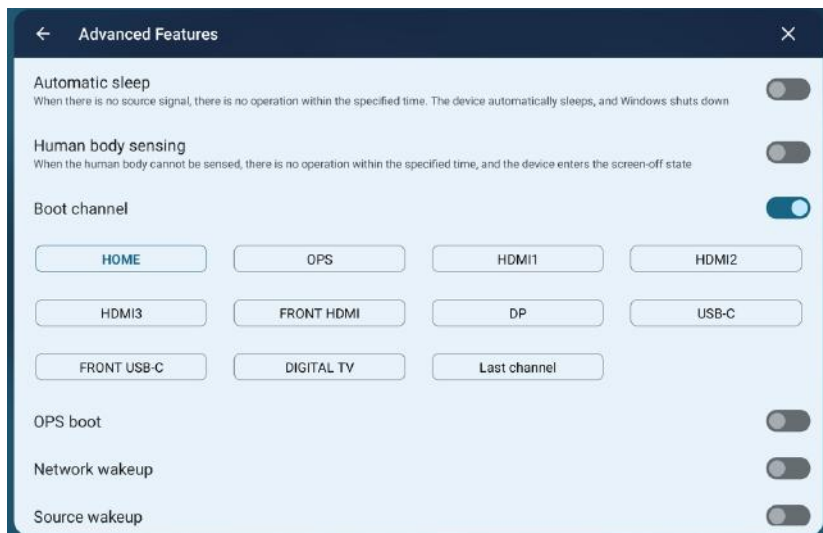 Advanced Features
Automatic sleep
When there is no source signal, there is no operation within the specified time. The device automatically sleeps, and Windows shuts down
Human body sensing
When the human body cannot be sensed, there is no operation within the specified time, and the device enters the screen-off state
Boot channel
HOME OPS HDMI1 HDMI2
HDMI3 FRONT HDMI DP USB-C
FRONT USB-C DIGITAL TV Last channel
OPS boot
Network wakeup
Source wakeup